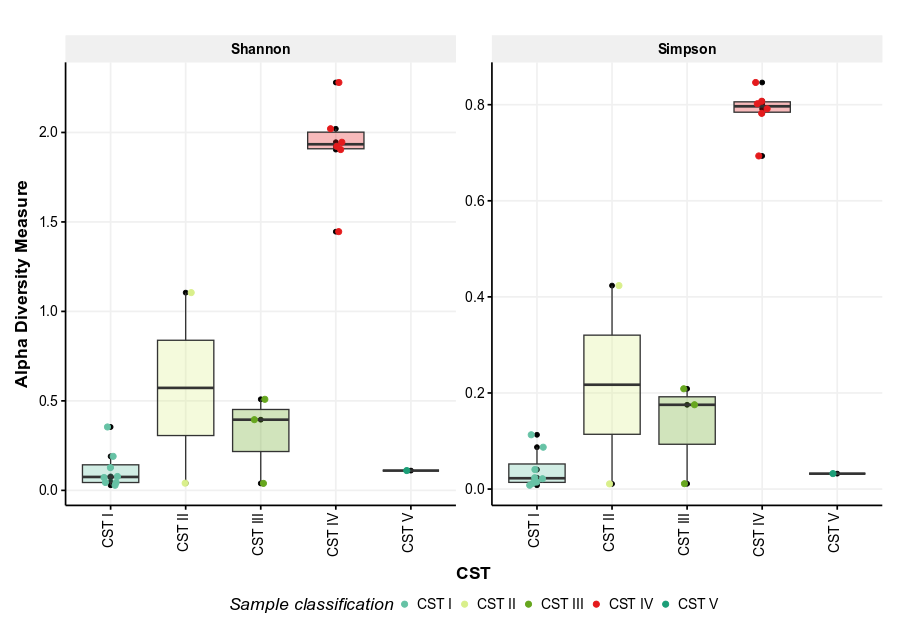 Shannon
Simpson
Alpha Diversity Measure
2.0
1.5
1.0
0.5
0.0
0.8
0.6
0.4
0.2
0.0
CST I
CST II
CST III
CST IV
CST V
CST I
CST II
CST III
CST IV
CST V
CST
Sample classification CST I CST II CST III CST IV CST V